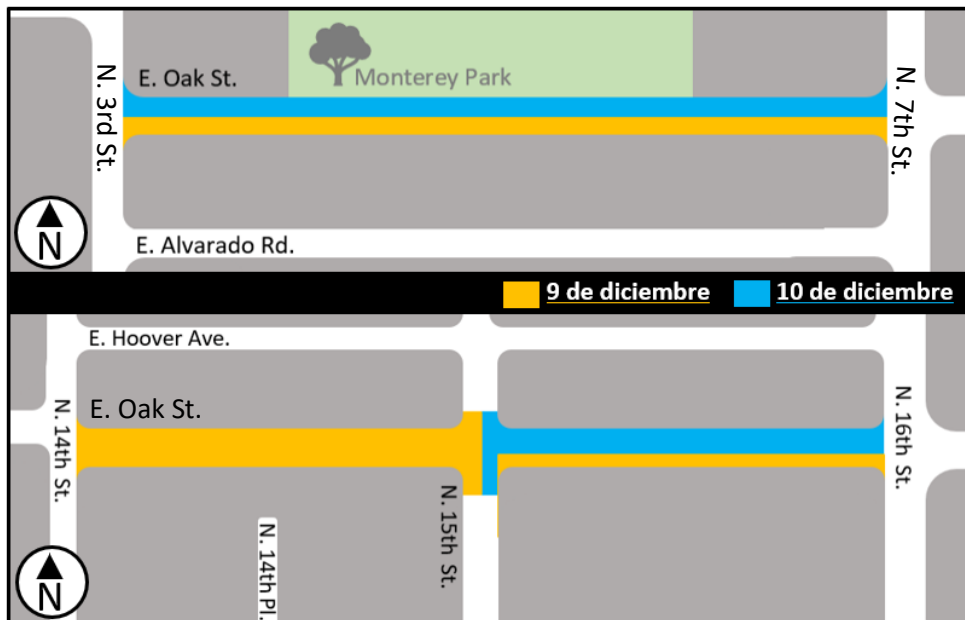 E. Oak St.
Monterey Park
N. 3rd St.
N. 7th St.
N
E. Alvarado Rd.
9 de diciembre
10 de diciembre
E. Hoover Ave.
E. Oak St.
N. 14th St.
N. 16th St.
N. 15th St.
N. 14th Pl.
N